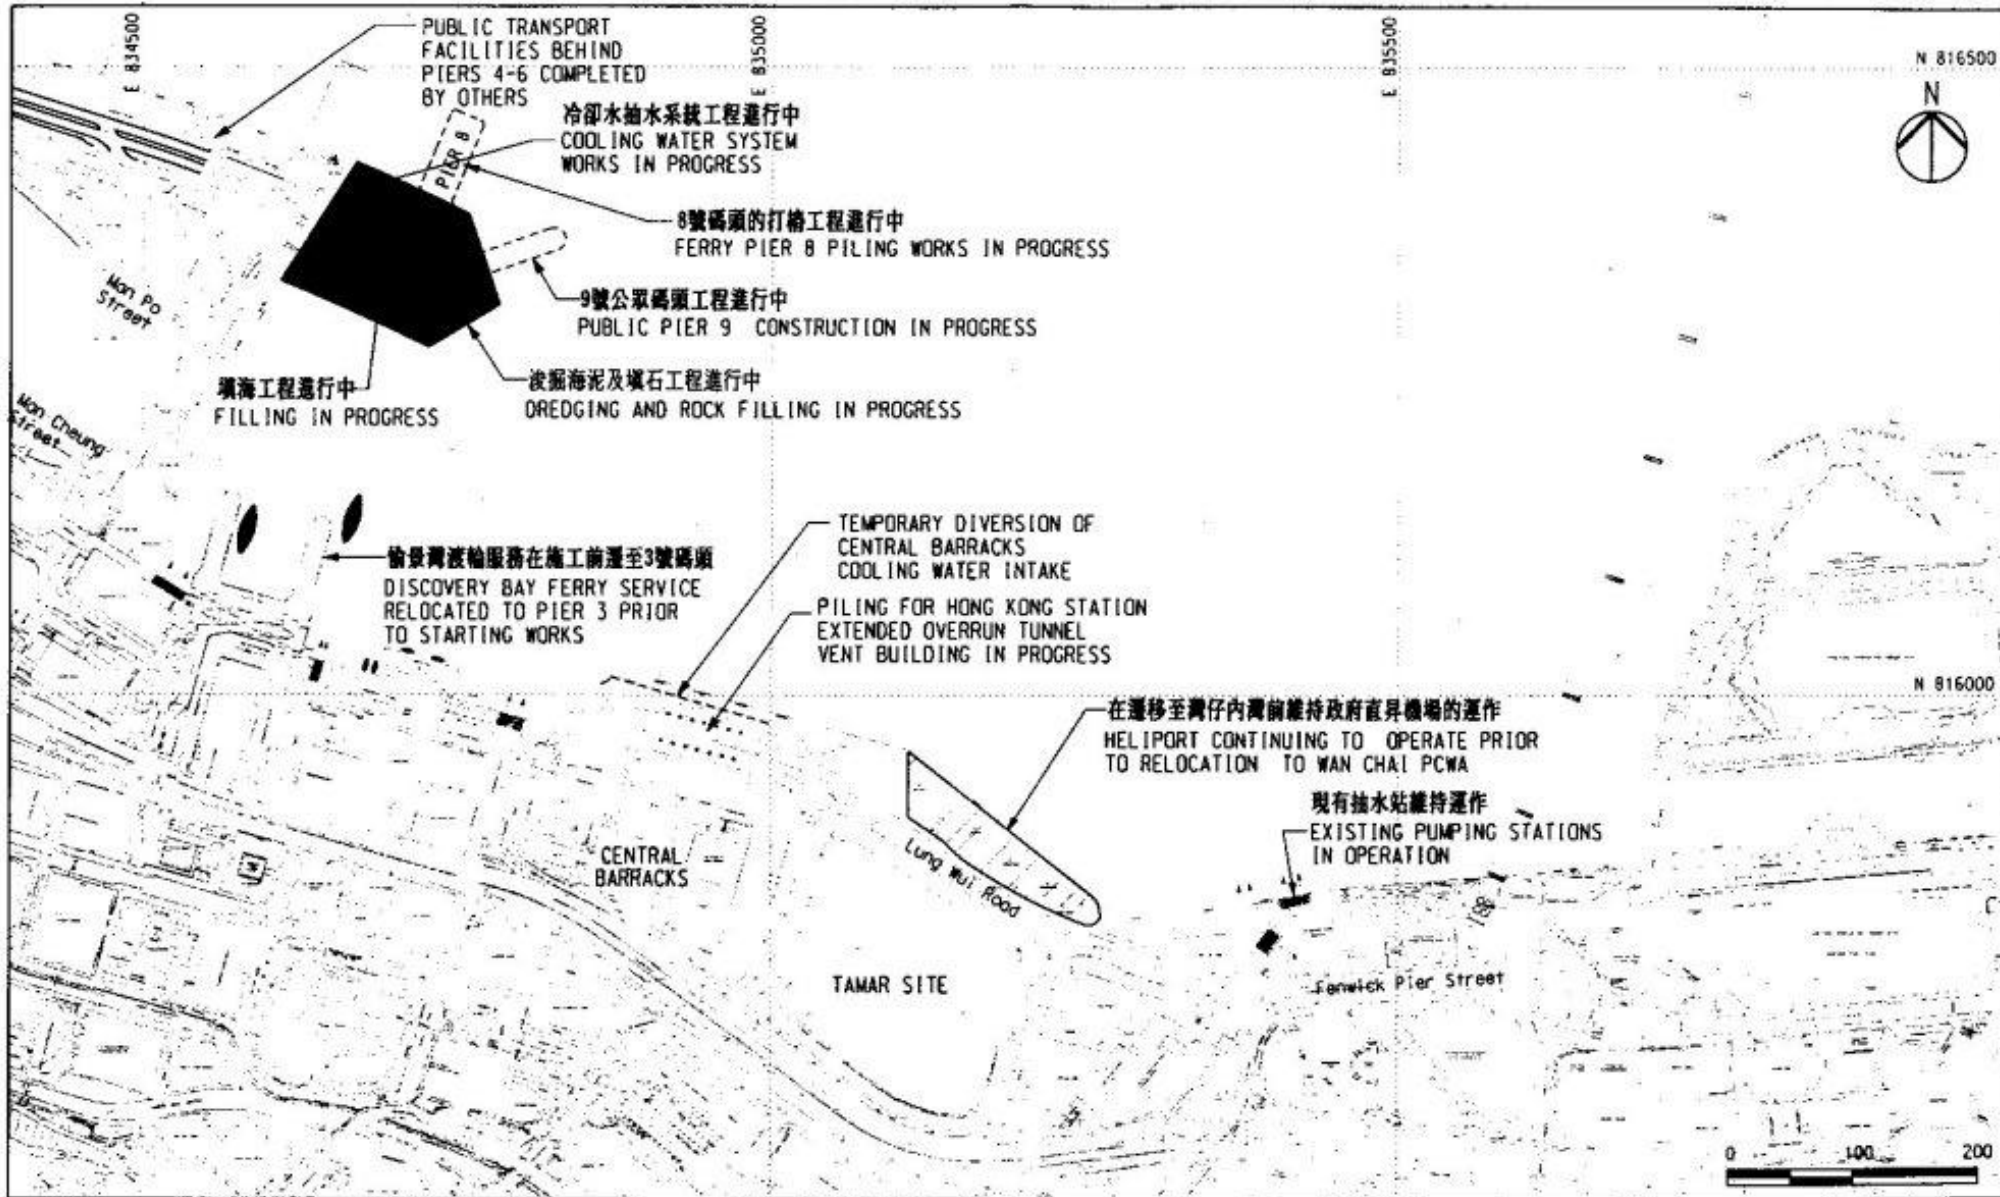 E 834500
E 835000
E 835500
N 816500
N
PUBLIC TRANSPORT
FACILITIES BEHIND
PIERS 4-6 COMPLETED
BY OTHERS
冷卻水抽水系統工程進行中
COOLING WATER SYSTEM
WORKS IN PROGRESS
PIER 8
8號碼頭的打樁工程進行中
FERRY PIER 8 PILING WORKS IN PROGRESS
9號公眾碼頭工程進行中
PUBLIC PIER 9 CONSTRUCTION IN PROGRESS
Man Po
Street
浚掘海泥及填石工程進行中
DREDGING AND ROCK FILLING IN PROGRESS
填海工程進行中
FILLING IN PROGRESS
Man Cheung
Street
愉景灣渡輪服務在施工前遷至3號碼頭
DISCOVERY BAY FERRY SERVICE
RELOCATED TO PIER 3 PRIOR
TO STARTING WORKS
TEMPORARY DIVERSION OF
CENTRAL BARRACKS
COOLING WATER INTAKE
PILING FOR HONG KONG STATION
EXTENDED OVERRUN TUNNEL
VENT BUILDING IN PROGRESS
N 816000
在遷移至灣仔內灣前維持政府直昇機場的運作
HELIPORT CONTINUING TO OPERATE PRIOR
TO RELOCATION TO WAN CHAI PCWA
現有抽水站維持運作
EXISTING PUMPING STATIONS
IN OPERATION
CENTRAL
BARRACKS
Lung Wui Road
TAMAR SITE
Fenwick Pier Street
0 100 200